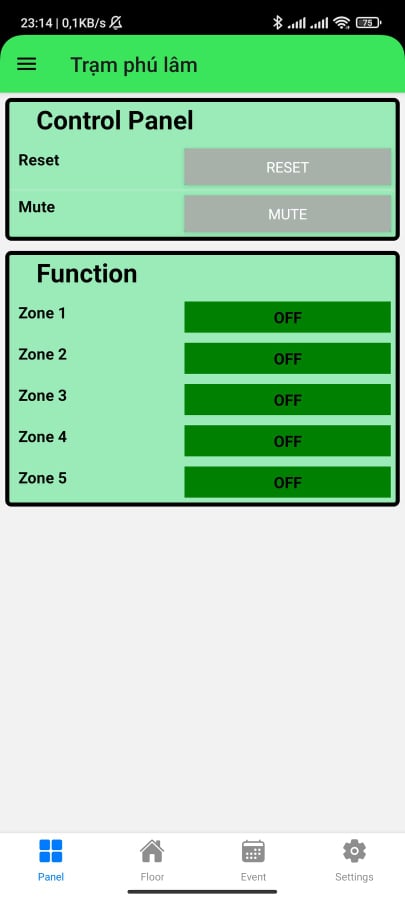 23:14 | 0,1KB/s
75
Trạm phú lâm
Control Panel
Reset RESET
Mute MUTE
Function
Zone 1 OFF
Zone 2 OFF
Zone 3 OFF
Zone 4 OFF
Zone 5 OFF
Panel Floor Event Settings